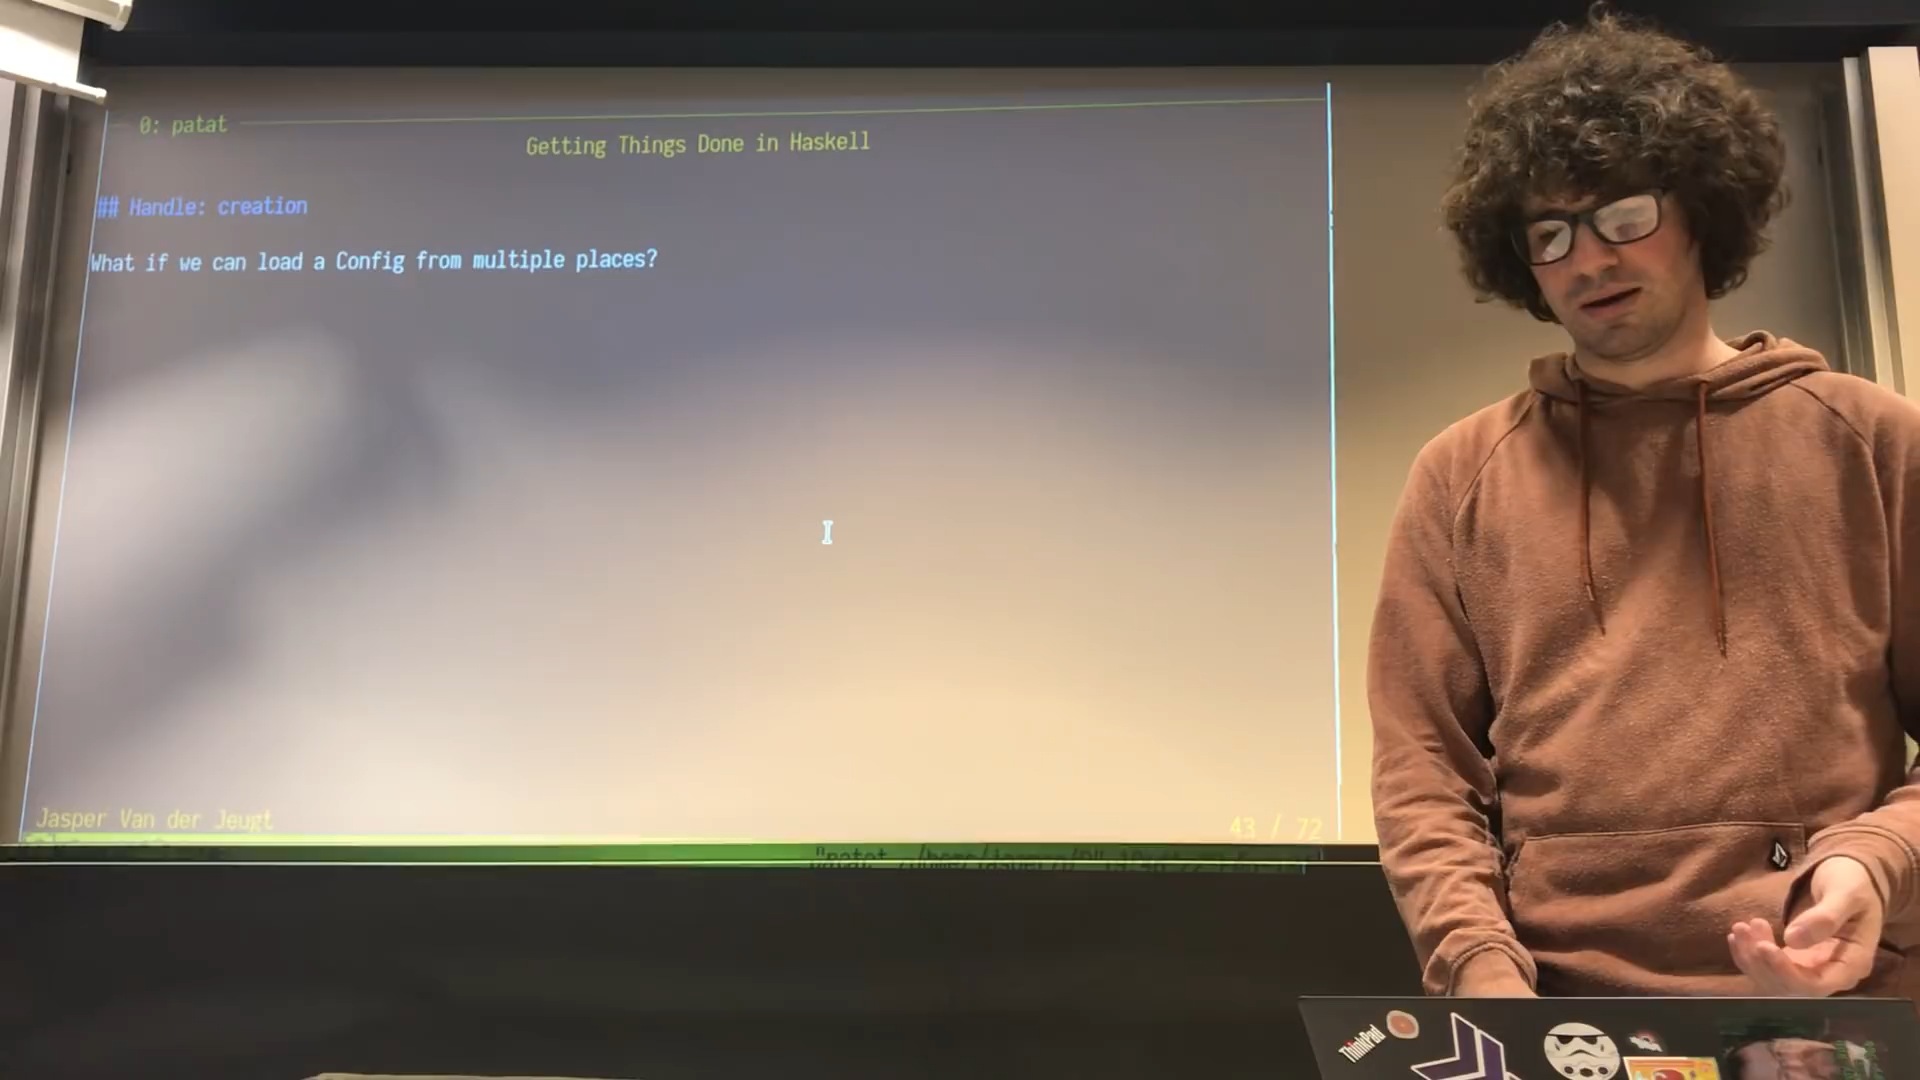 0: patat
Getting Things Done in Haskell
## Handle: creation
What if we can load a Config from multiple places?
Jasper Van der Jeugt
43 / 72
ThinkPad